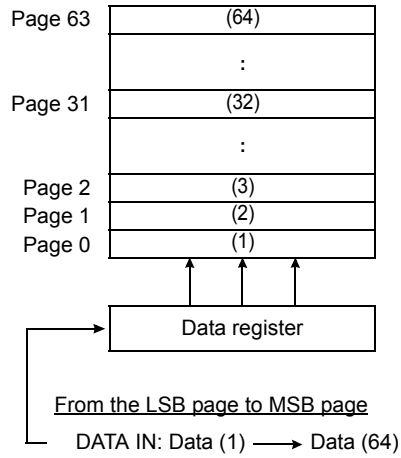 Page 63 (64)
:
Page 31 (32)
:
Page 2 (3)
Page 1 (2)
Page 0 (1)
Data register
From the LSB page to MSB page
DATA IN: Data (1) Data (64)